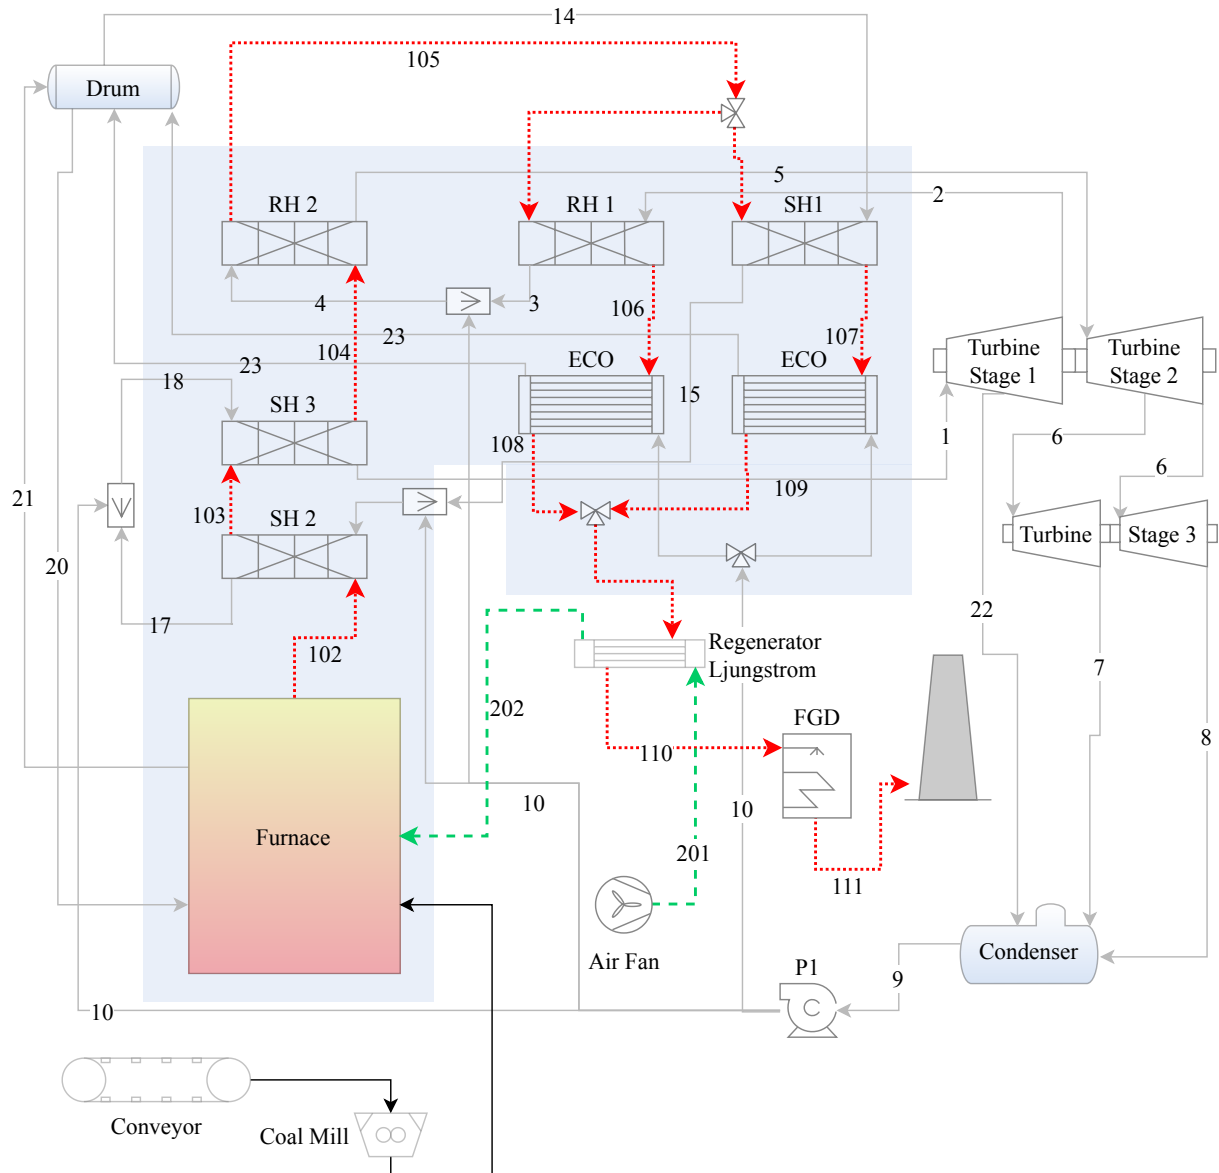 14
105
Drum
5
2
RH 2
RH 1
SH1
4
3
106
107
104
23
23
18
ECO
ECO
Turbine
Stage 1
Turbine
Stage 2
15
SH 3
108
1
6
6
109
21
103
SH 2
Turbine
Stage 3
20
17
22
102
Regenerator
Ljungstrom
7
202
FGD
8
110
10
10
Furnace
201
111
Air Fan
Condenser
P1
9
10
Conveyor
Coal Mill